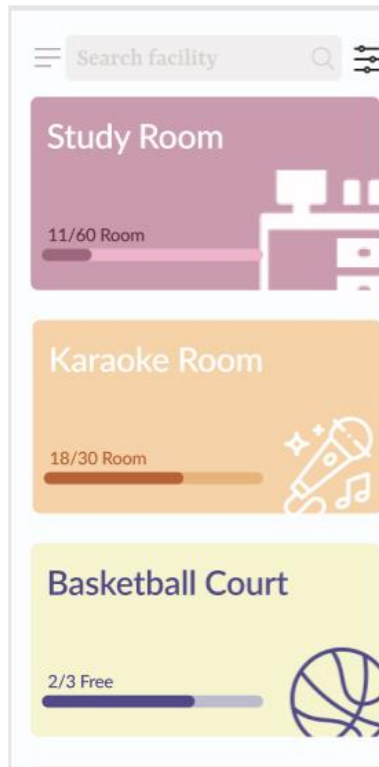 Search facility
Study Room
11/60 Room
Karaoke Room
18/30 Room
Basketball Court
2/3 Free